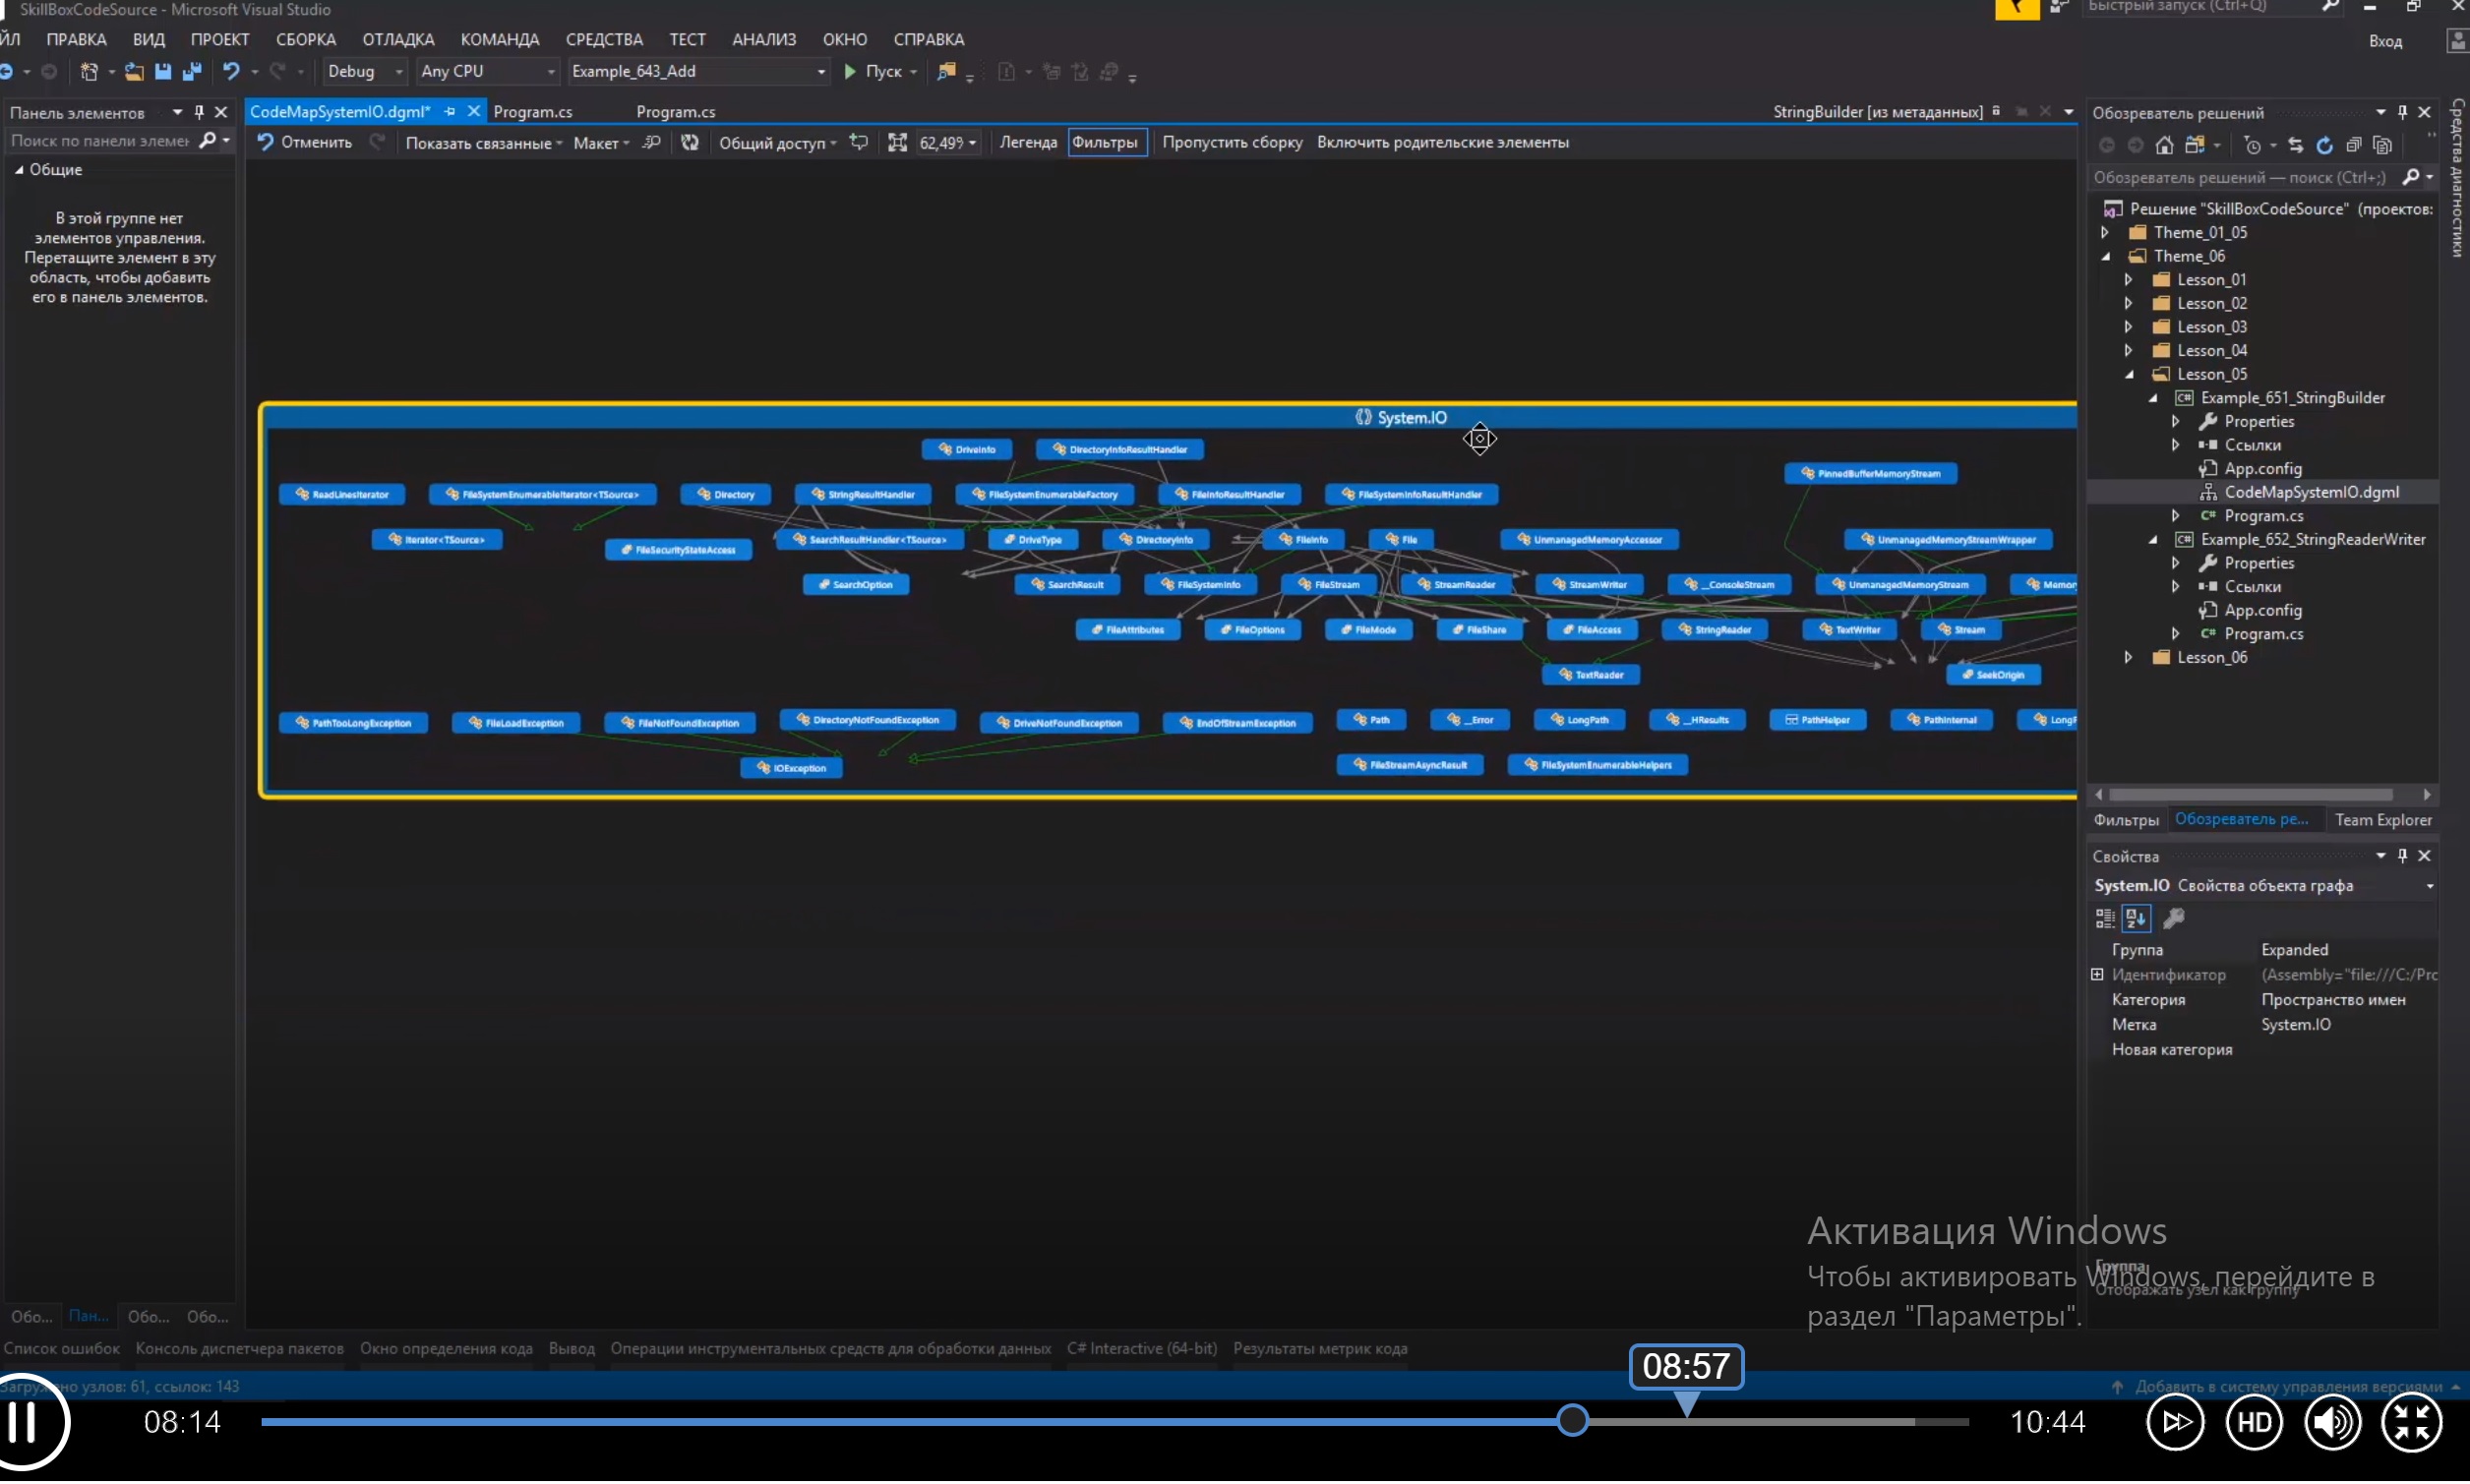 SkillBoxCodeSource - Microsoft Visual Studio
Быстрый запуск (Ctrl+Q)
ЙЛ ПРАВКА ВИД ПРОЕКТ СБОРКА ОТЛАДКА КОМАНДА СРЕДСТВА ТЕСТ АНАЛИЗ ОКНО СПРАВКА
Вход
Debug Any CPU Example_643_Add Пуск
Панель элементов
Поиск по панели элемен
Общие
В этой группе нет
элементов управления.
Перетащите элемент в эту
область, чтобы добавить
его в панель элементов.
CodeMapSystemIO.dgml* Program.cs Program.cs StringBuilder [из метаданных]
Отменить Показать связанные Макет Общий доступ 62,49% Легенда Фильтры Пропустить сборку Включить родительские элементы
System.IO
DriveInfo DirectoryInfoResultHandler
PinnedBufferMemoryStream
ReadLinesIterator FileSystemEnumerableIterator<TSource> Directory StringResultHandler FileSystemEnumerableFactory FileInfoResultHandler FileSystemInfoResultHandler
Iterator<TSource> FileSecurityStateAccess SearchResultHandler<TSource> DriveType DirectoryInfo FileInfo File UnmanagedMemoryAccessor UnmanagedMemoryStreamWrapper
SearchOption SearchResult FileSystemInfo FileStream StreamReader StreamWriter __ConsoleStream UnmanagedMemoryStream Memor
FileAttributes FileOptions FileMode FileShare FileAccess StringReader TextWriter Stream
TextReader SeekOrigin
PathTooLongException FileLoadException FileNotFoundException DirectoryNotFoundException DriveNotFoundException EndOfStreamException Path __Error LongPath __HResults PathHelper PathInternal LongP
IOException FileStreamAsyncResult FileSystemEnumerableHelpers
Обозреватель решений
Обозреватель решений — поиск (Ctrl+;)
Решение "SkillBoxCodeSource" (проектов:
Theme_01_05
Theme_06
Lesson_01
Lesson_02
Lesson_03
Lesson_04
Lesson_05
Example_651_StringBuilder
Properties
Ссылки
App.config
CodeMapSystemIO.dgml
Program.cs
Example_652_StringReaderWriter
Properties
Ссылки
App.config
Program.cs
Lesson_06
Средства диагностики
Фильтры Обозреватель ре... Team Explorer
Свойства
System.IO Свойства объекта графа
Группа Expanded
Идентификатор (Assembly="file:///C:/Prc
Категория Пространство имен
Метка System.IO
Новая категория
Группа
Отображать узел как группу
Активация Windows
Чтобы активировать Windows, перейдите в
раздел "Параметры".
Обо... Пан... Обо... Обо...
Список ошибок Консоль диспетчера пакетов Окно определения кода Вывод Операции инструментальных средств для обработки данных C# Interactive (64-bit) Результаты метрик кода
Загружено узлов: 61, ссылок: 143
Добавить в систему управления версиями
08:57
08:14
10:44
HD